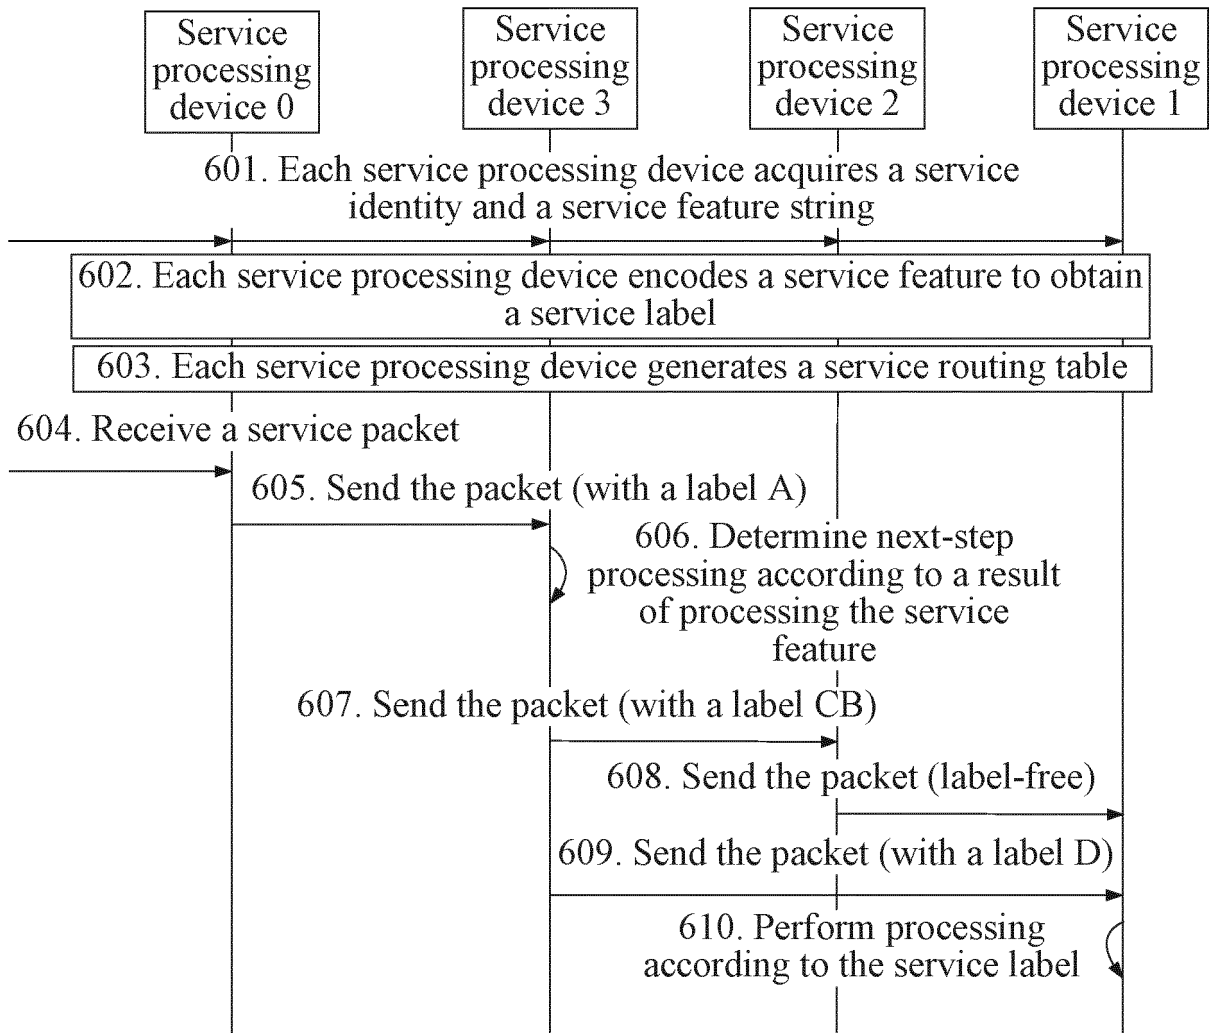 Service
processing
device 0
Service
processing
device 3
Service
processing
device 2
Service
processing
device 1
601. Each service processing device acquires a service
identity and a service feature string
602. Each service processing device encodes a service feature to obtain
a service label
603. Each service processing device generates a service routing table
604. Receive a service packet
605. Send the packet (with a label A)
606. Determine next-step
processing according to a result
of processing the service
feature
607. Send the packet (with a label CB)
608. Send the packet (label-free)
609. Send the packet (with a label D)
610. Perform processing
according to the service label